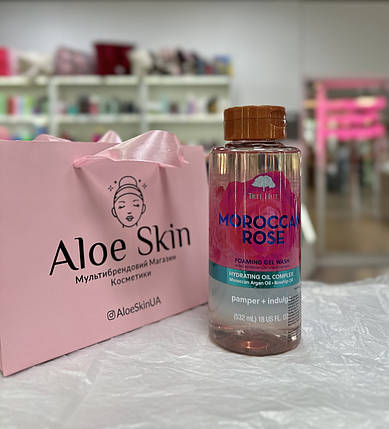 Aloe Skin
Мультибрендовий Магазин
Косметики
@AloeSkinUA
TREE HUT
MOROCCAN
ROSE
FOAMING GEL WASH
HYDRATING OIL COMPLEX
Moroccan Argan Oil • Rosehip Oil
pamper + indulge
(532 mL) 18 US FL. OZ